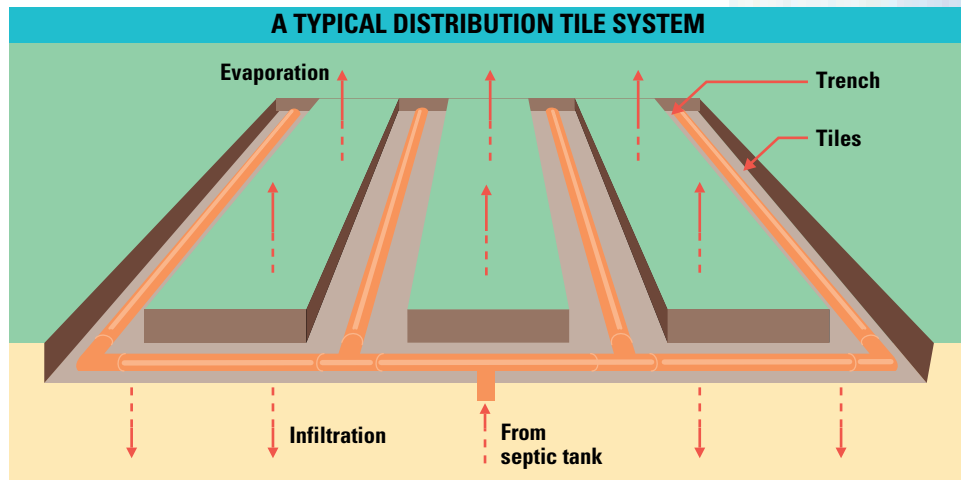 A TYPICAL DISTRIBUTION TILE SYSTEM
Evaporation
Trench
Tiles
Infiltration
From
septic tank